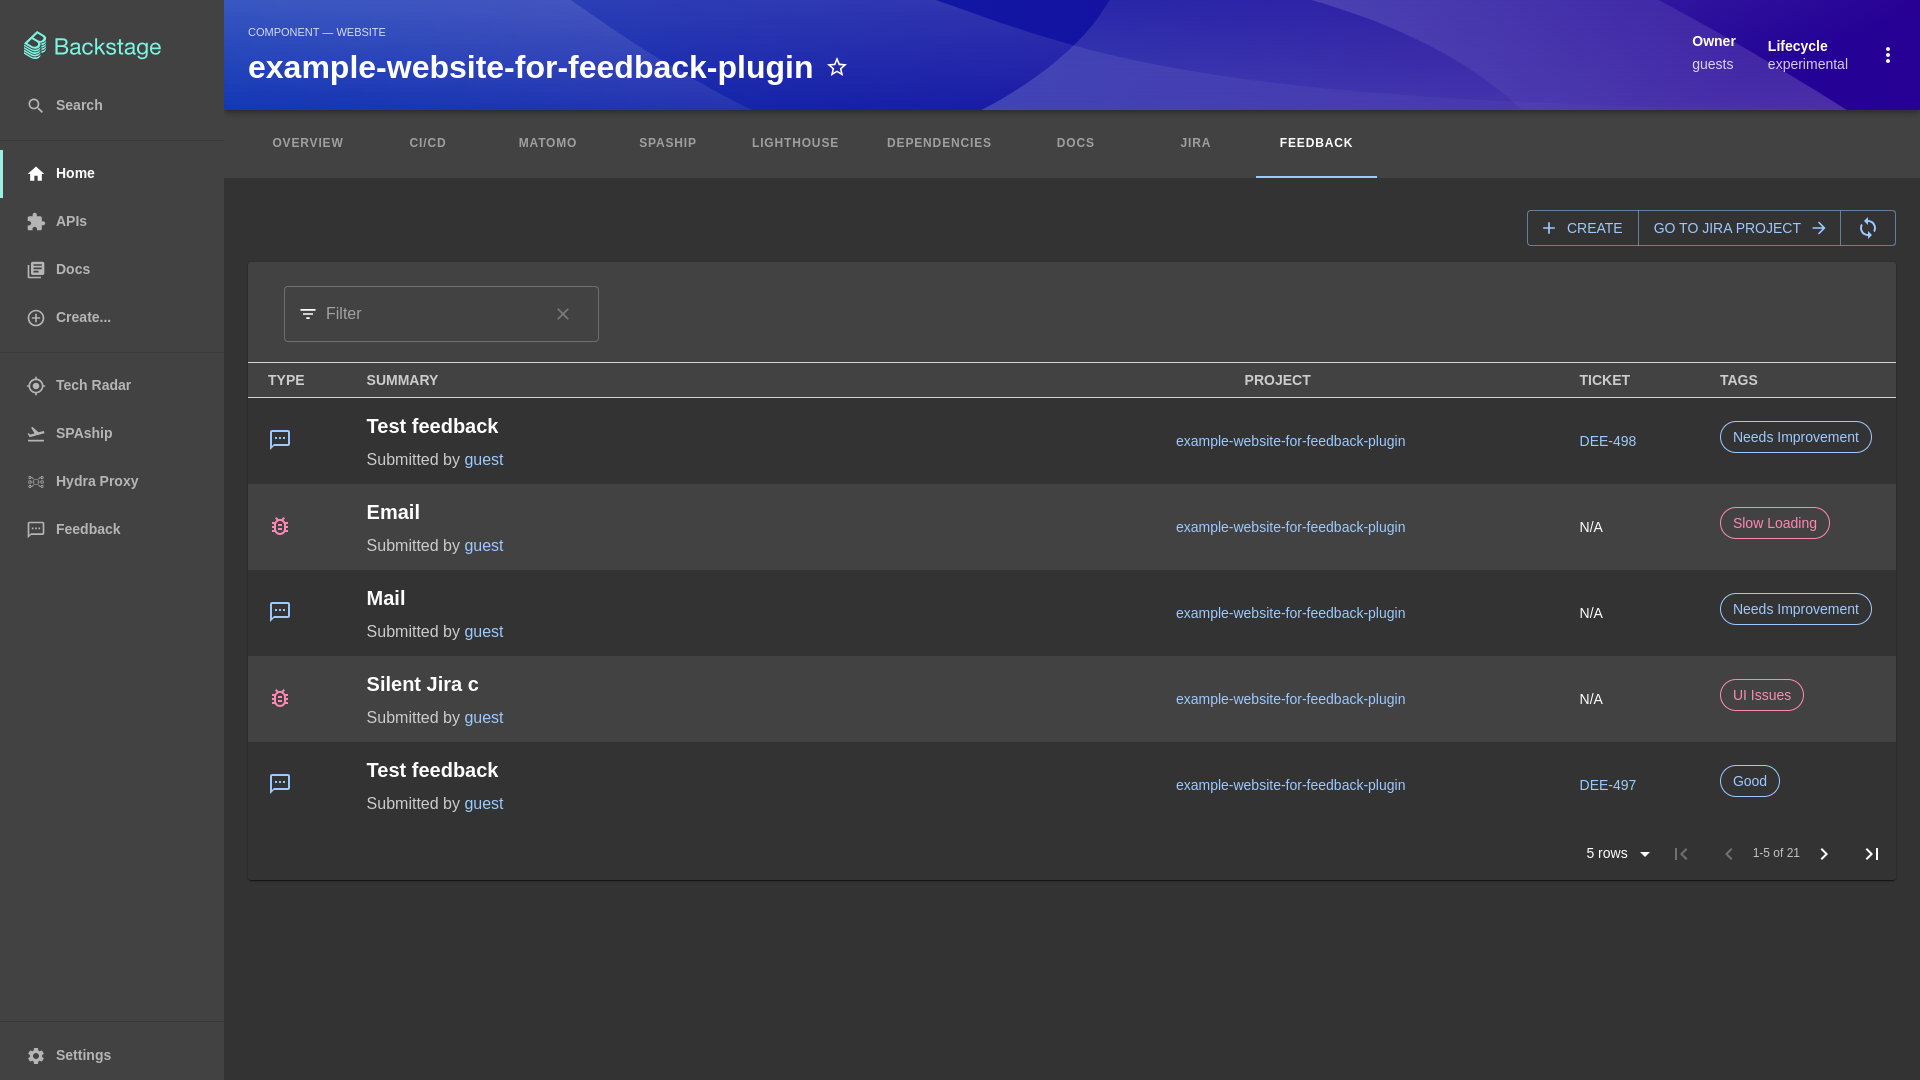 Backstage
Search
Home
APIs
Docs
Create...
Tech Radar
SPAship
Hydra Proxy
Feedback
Settings
COMPONENT — WEBSITE
example-website-for-feedback-plugin
Owner
guests
Lifecycle
experimental
OVERVIEW CI/CD MATOMO SPASHIP LIGHTHOUSE DEPENDENCIES DOCS JIRA FEEDBACK
CREATE GO TO JIRA PROJECT
Filter
TYPE SUMMARY PROJECT TICKET TAGS
Test feedback
Submitted by guest
example-website-for-feedback-plugin DEE-498 Needs Improvement
Email
Submitted by guest
example-website-for-feedback-plugin N/A Slow Loading
Mail
Submitted by guest
example-website-for-feedback-plugin N/A Needs Improvement
Silent Jira c
Submitted by guest
example-website-for-feedback-plugin N/A UI Issues
Test feedback
Submitted by guest
example-website-for-feedback-plugin DEE-497 Good
5 rows 1-5 of 21